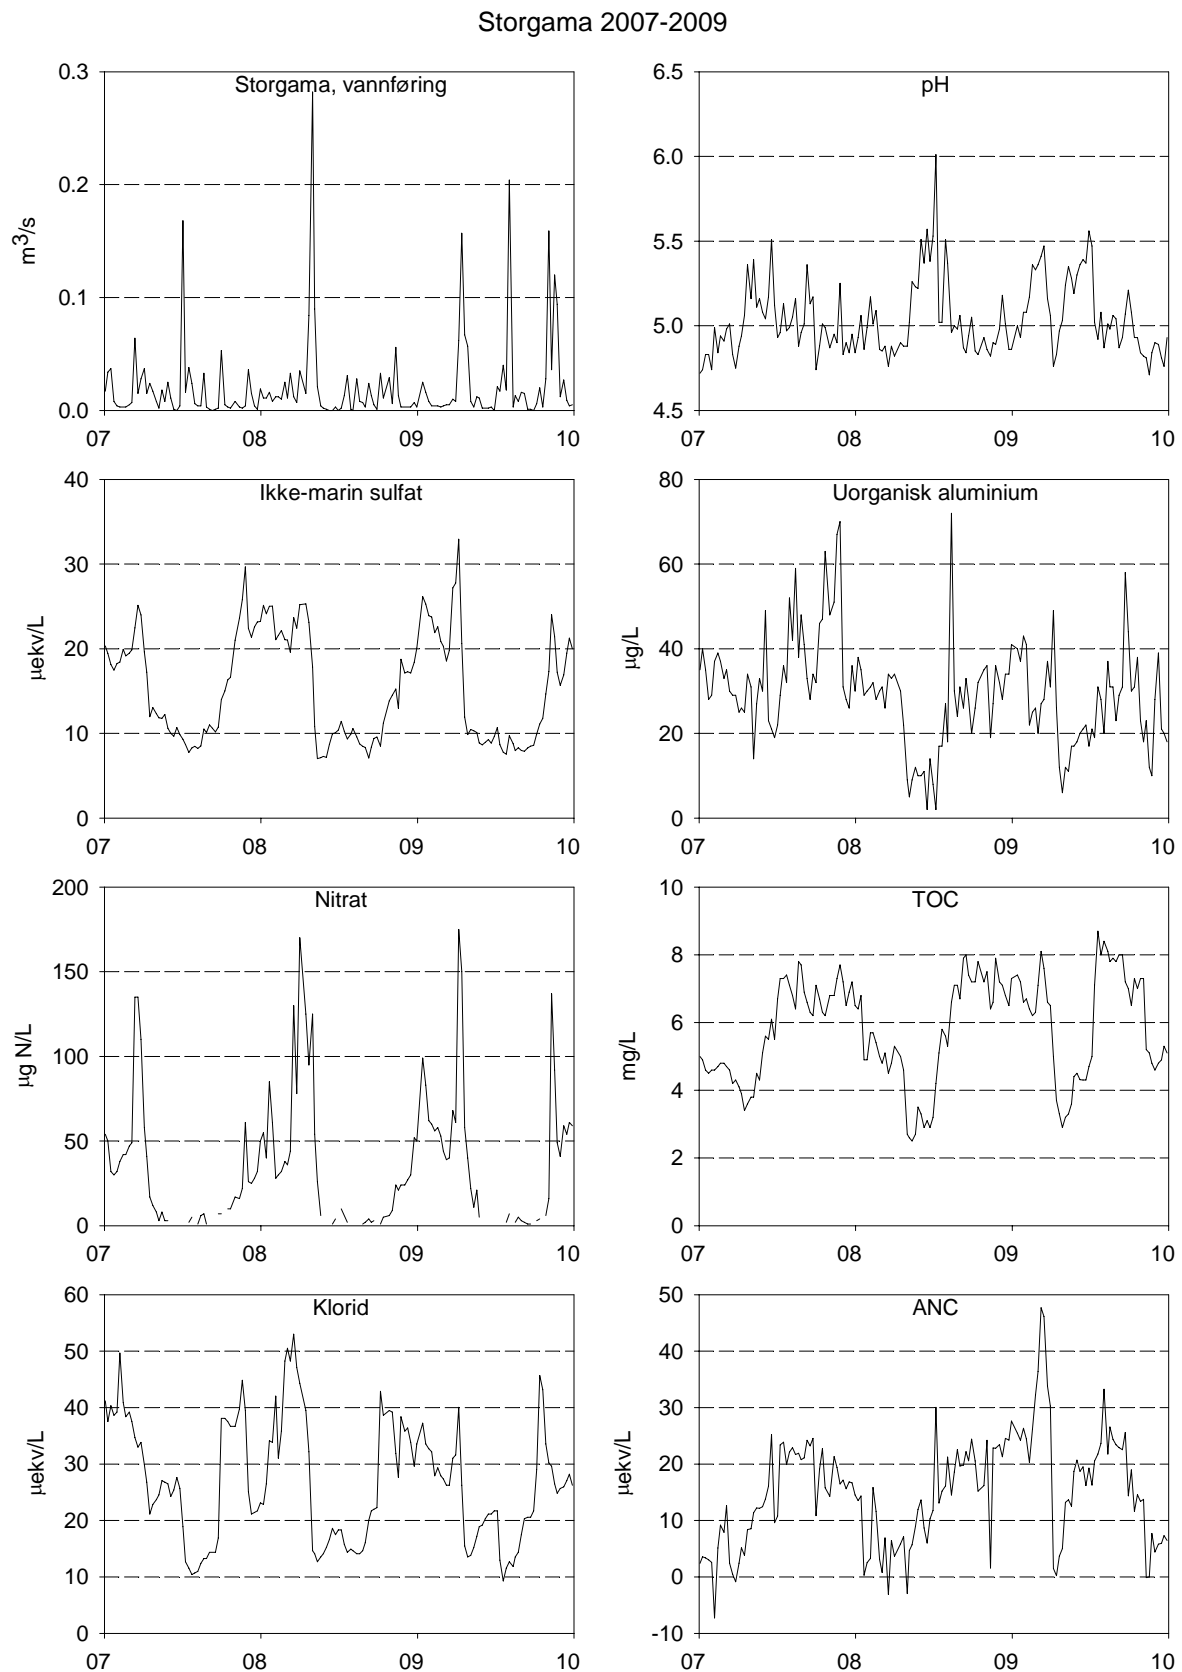 Storgama 2007-2009
Storgama, vannføring
m3/s
0.3
0.2
0.1
0.0
07 08 09 10
pH
6.5
6.0
5.5
5.0
4.5
07 08 09 10
Ikke-marin sulfat
µekv/L
40
30
20
10
0
07 08 09 10
Uorganisk aluminium
µg/L
80
60
40
20
0
07 08 09 10
Nitrat
µg N/L
200
150
100
50
0
07 08 09 10
TOC
mg/L
10
8
6
4
2
0
07 08 09 10
Klorid
µekv/L
60
50
40
30
20
10
0
07 08 09 10
ANC
µekv/L
50
40
30
20
10
0
-10
07 08 09 10